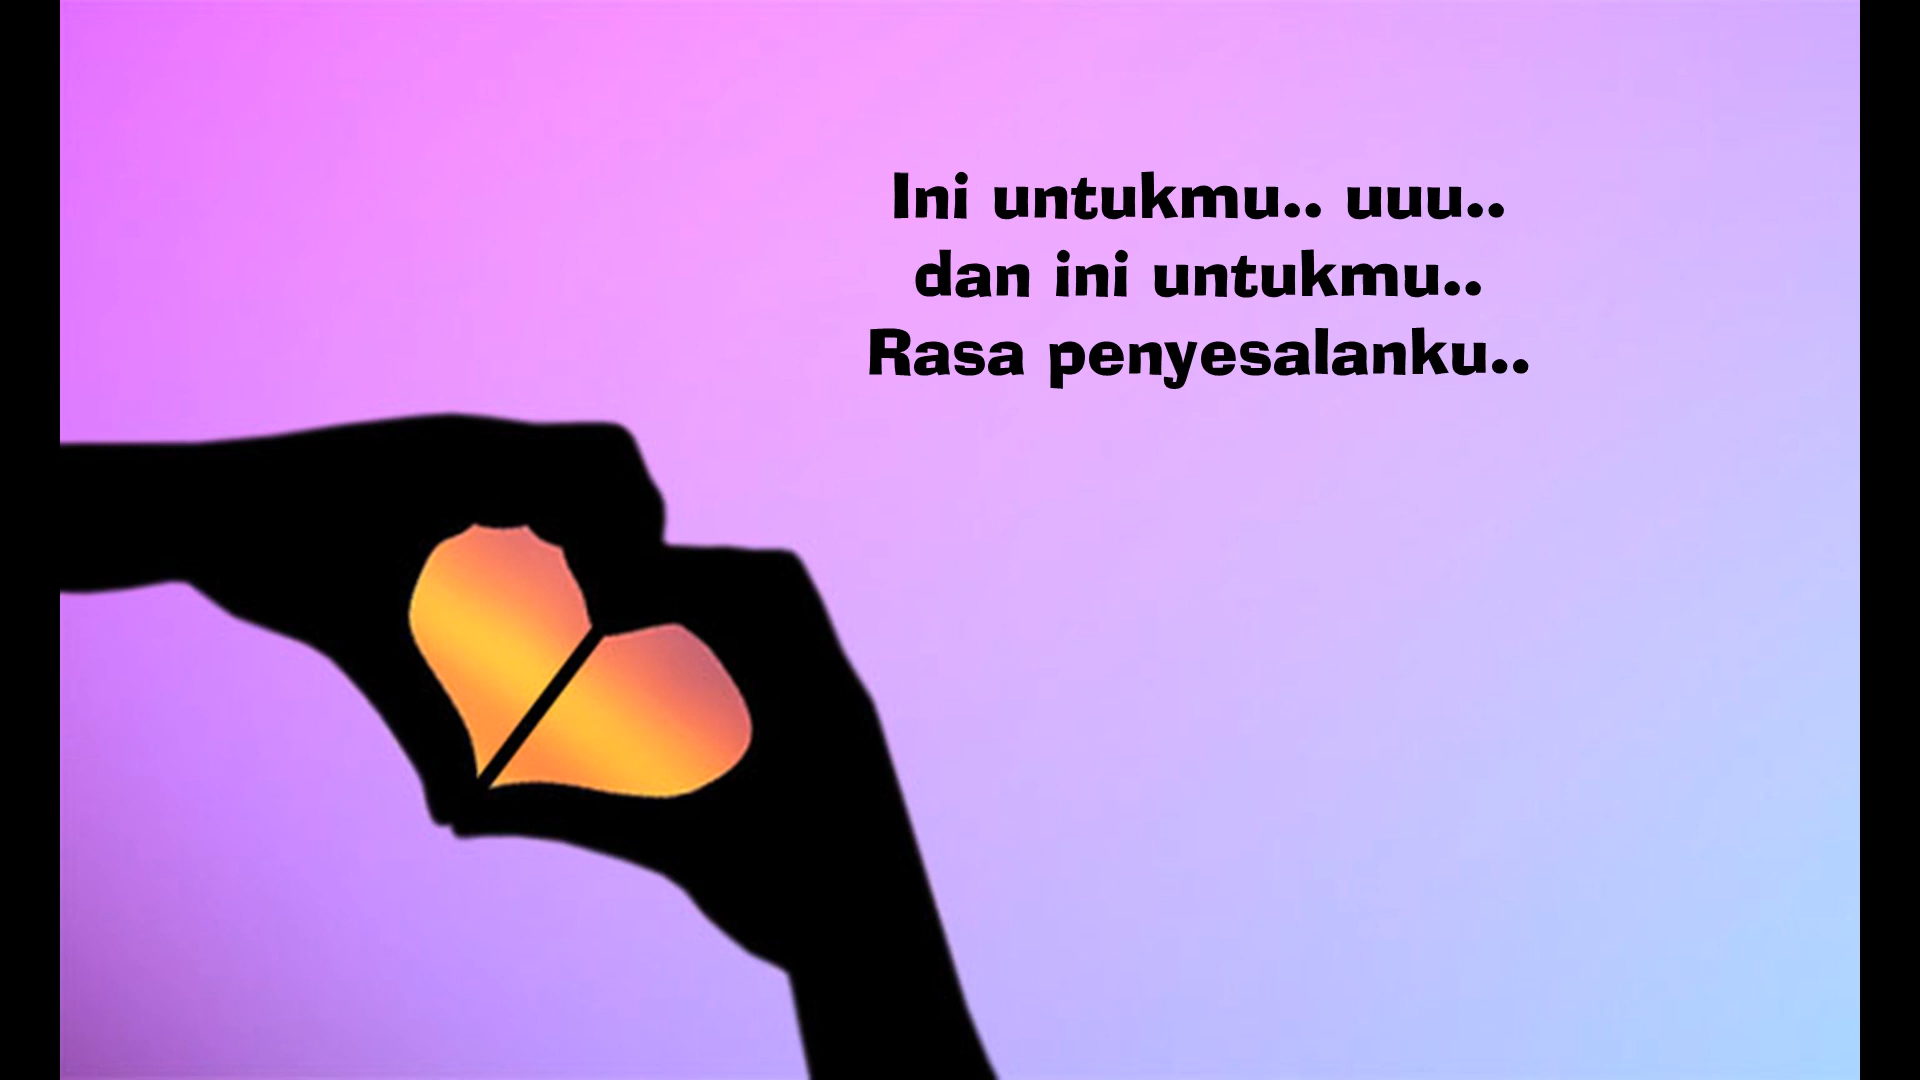 Ini untukmu.. uuu..
dan ini untukmu..
Rasa penyesalanku..